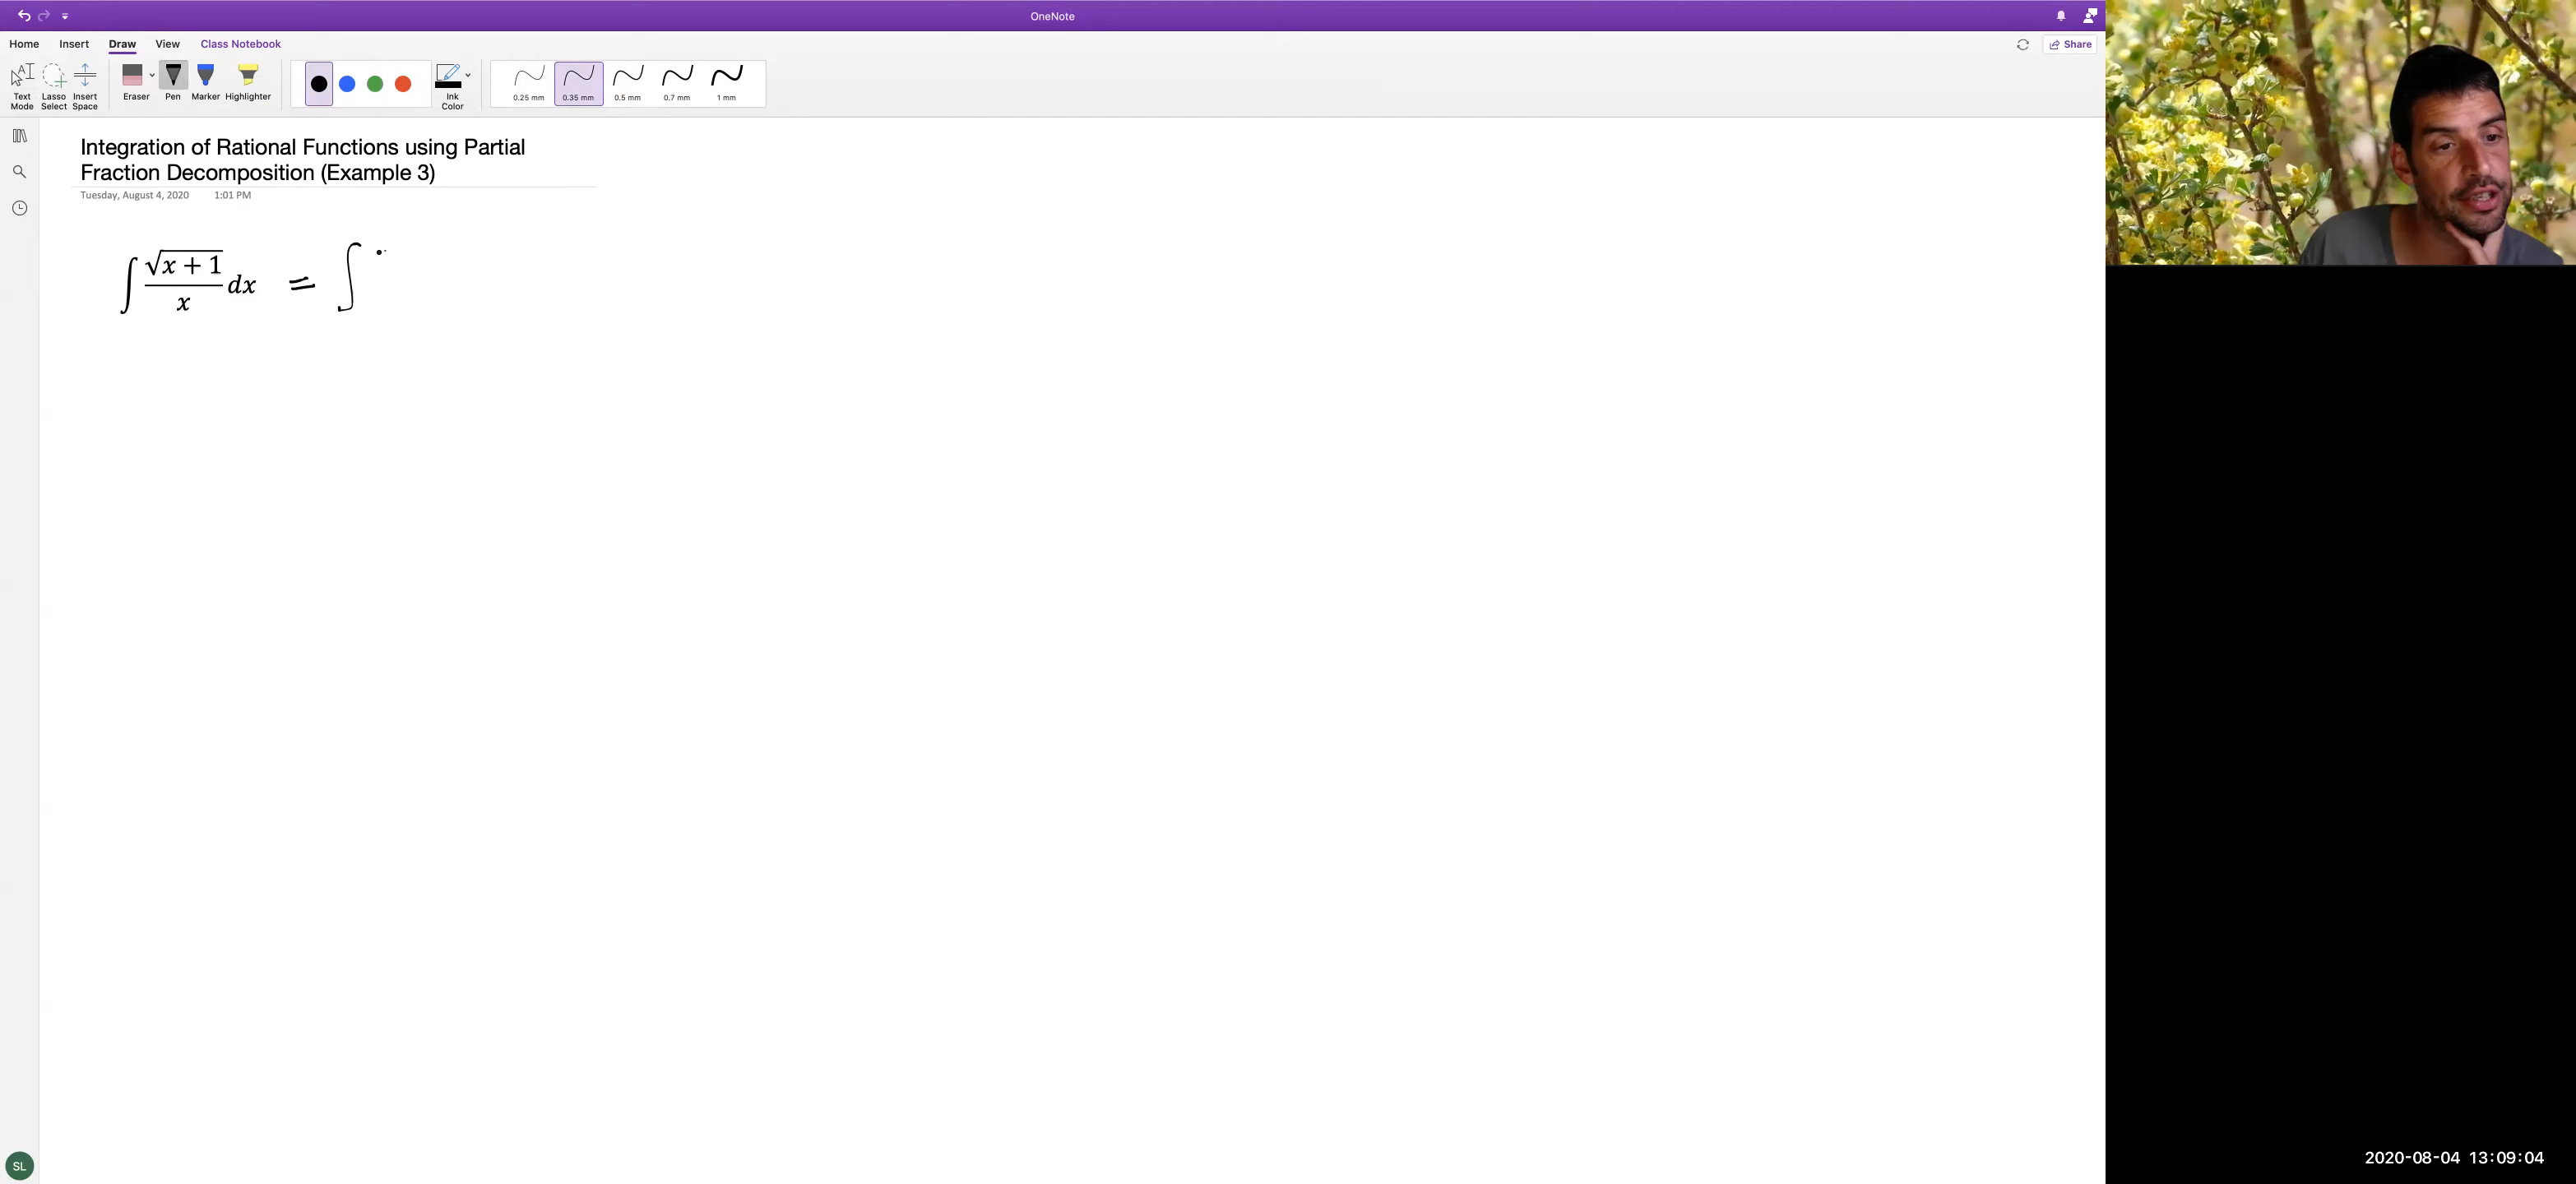 OneNote
Home Insert Draw View Class Notebook Share
Text Mode Lasso Select Insert Space Eraser Pen Marker Highlighter Ink Color 0.25 mm 0.35 mm 0.5 mm 0.7 mm 1 mm
Integration of Rational Functions using Partial
Fraction Decomposition (Example 3)
Tuesday, August 4, 2020 1:01 PM
∫ √(x + 1) / x dx = ∫
SL
2020-08-04 13:09:04